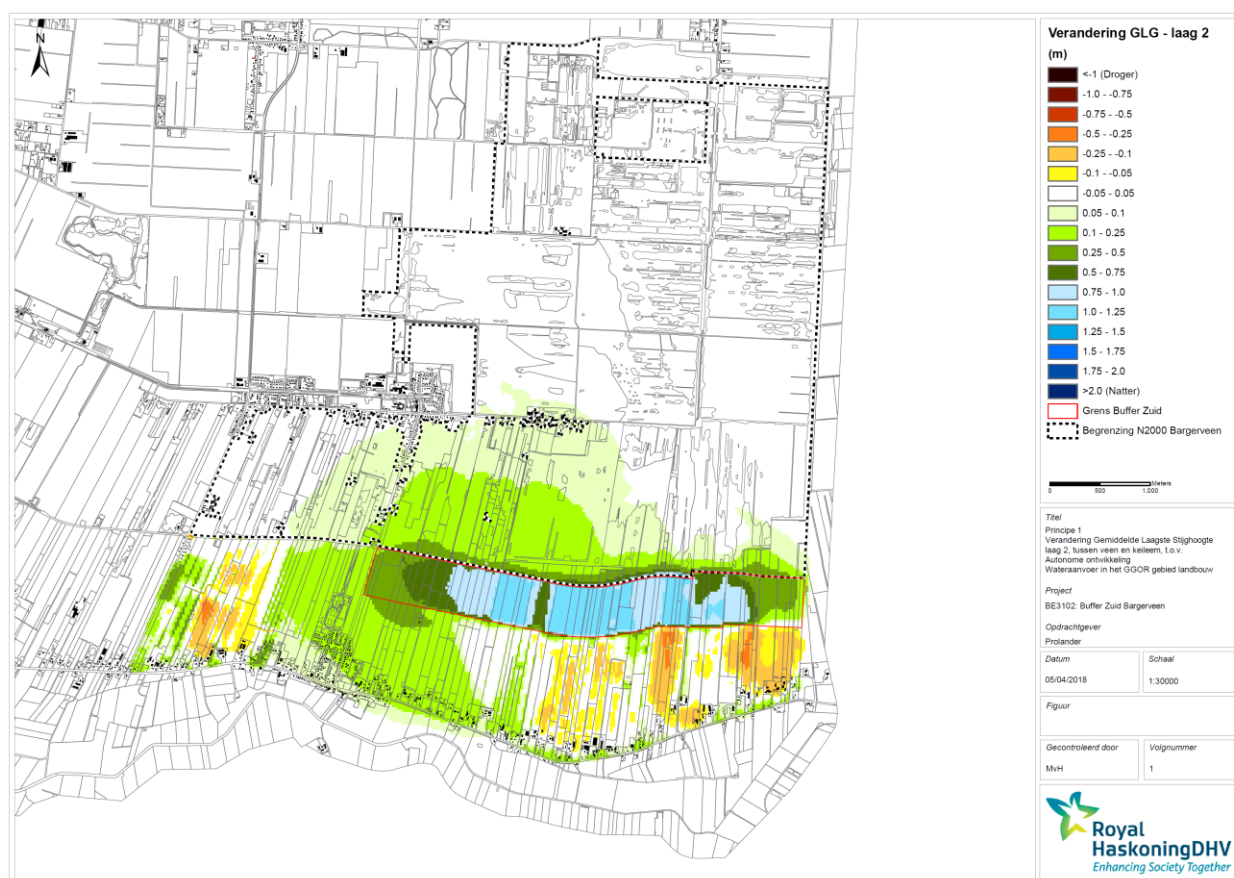 N
Verandering GLG - laag 2
(m)
<-1 (Droger)
-1.0 - -0.75
-0.75 - -0.5
-0.5 - -0.25
-0.25 - -0.1
-0.1 - -0.05
-0.05 - 0.05
0.05 - 0.1
0.1 - 0.25
0.25 - 0.5
0.5 - 0.75
0.75 - 1.0
1.0 - 1.25
1.25 - 1.5
1.5 - 1.75
1.75 - 2.0
>2.0 (Natter)
Grens Buffer Zuid
Begrenzing N2000 Bargerveen
Meters
0 500 1.000
Titel
Principe 1
Verandering Gemiddelde Laagste Stijghoogte
laag 2, tussen veen en keileem, t.o.v.
Autonome ontwikkeling
Wateraanvoer in het GGOR gebied landbouw
Project
BE3102: Buffer Zuid Bargerveen
Opdrachtgever
Prolander
Datum Schaal
05/04/2018 1:30000
Figuur
Gecontroleerd door Volgnummer
MvH 1
Royal
HaskoningDHV
Enhancing Society Together